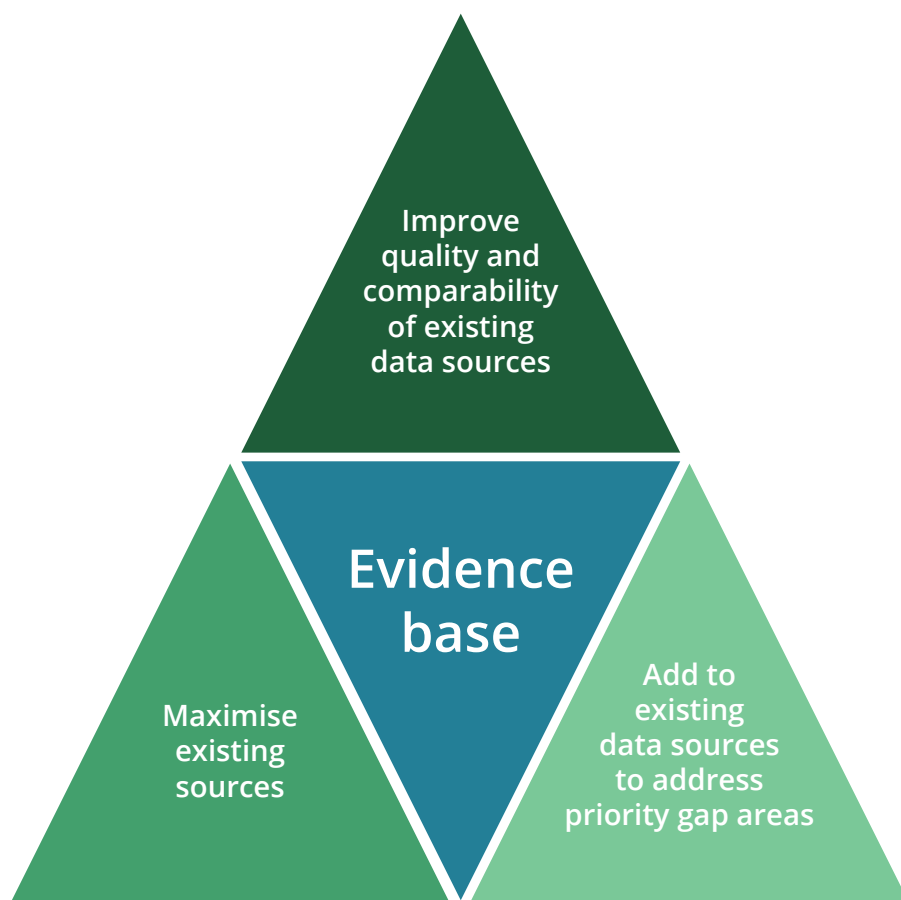 Improve
quality and
comparability
of existing
data sources
Evidence
base
Maximise
existing
sources
Add to
existing
data sources
to address
priority gap areas